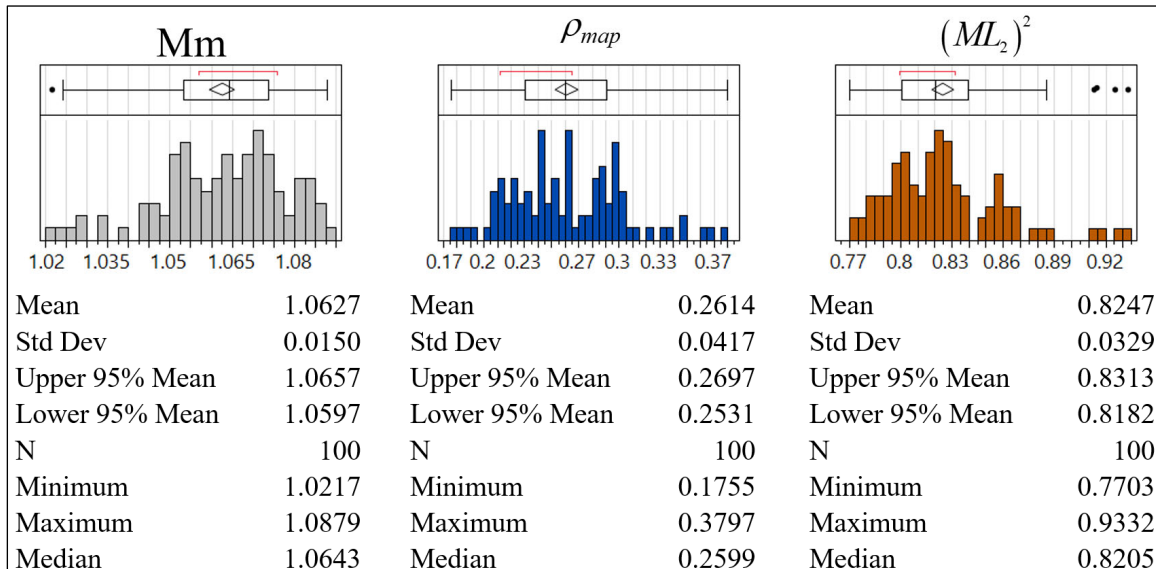 Mm ρ_map (ML₂)²
1.02 1.035 1.05 1.065 1.08 0.17 0.2 0.23 0.27 0.3 0.33 0.37 0.77 0.8 0.83 0.86 0.89 0.92
Mean 1.0627 Mean 0.2614 Mean 0.8247
Std Dev 0.0150 Std Dev 0.0417 Std Dev 0.0329
Upper 95% Mean 1.0657 Upper 95% Mean 0.2697 Upper 95% Mean 0.8313
Lower 95% Mean 1.0597 Lower 95% Mean 0.2531 Lower 95% Mean 0.8182
N 100 N 100 N 100
Minimum 1.0217 Minimum 0.1755 Minimum 0.7703
Maximum 1.0879 Maximum 0.3797 Maximum 0.9332
Median 1.0643 Median 0.2599 Median 0.8205